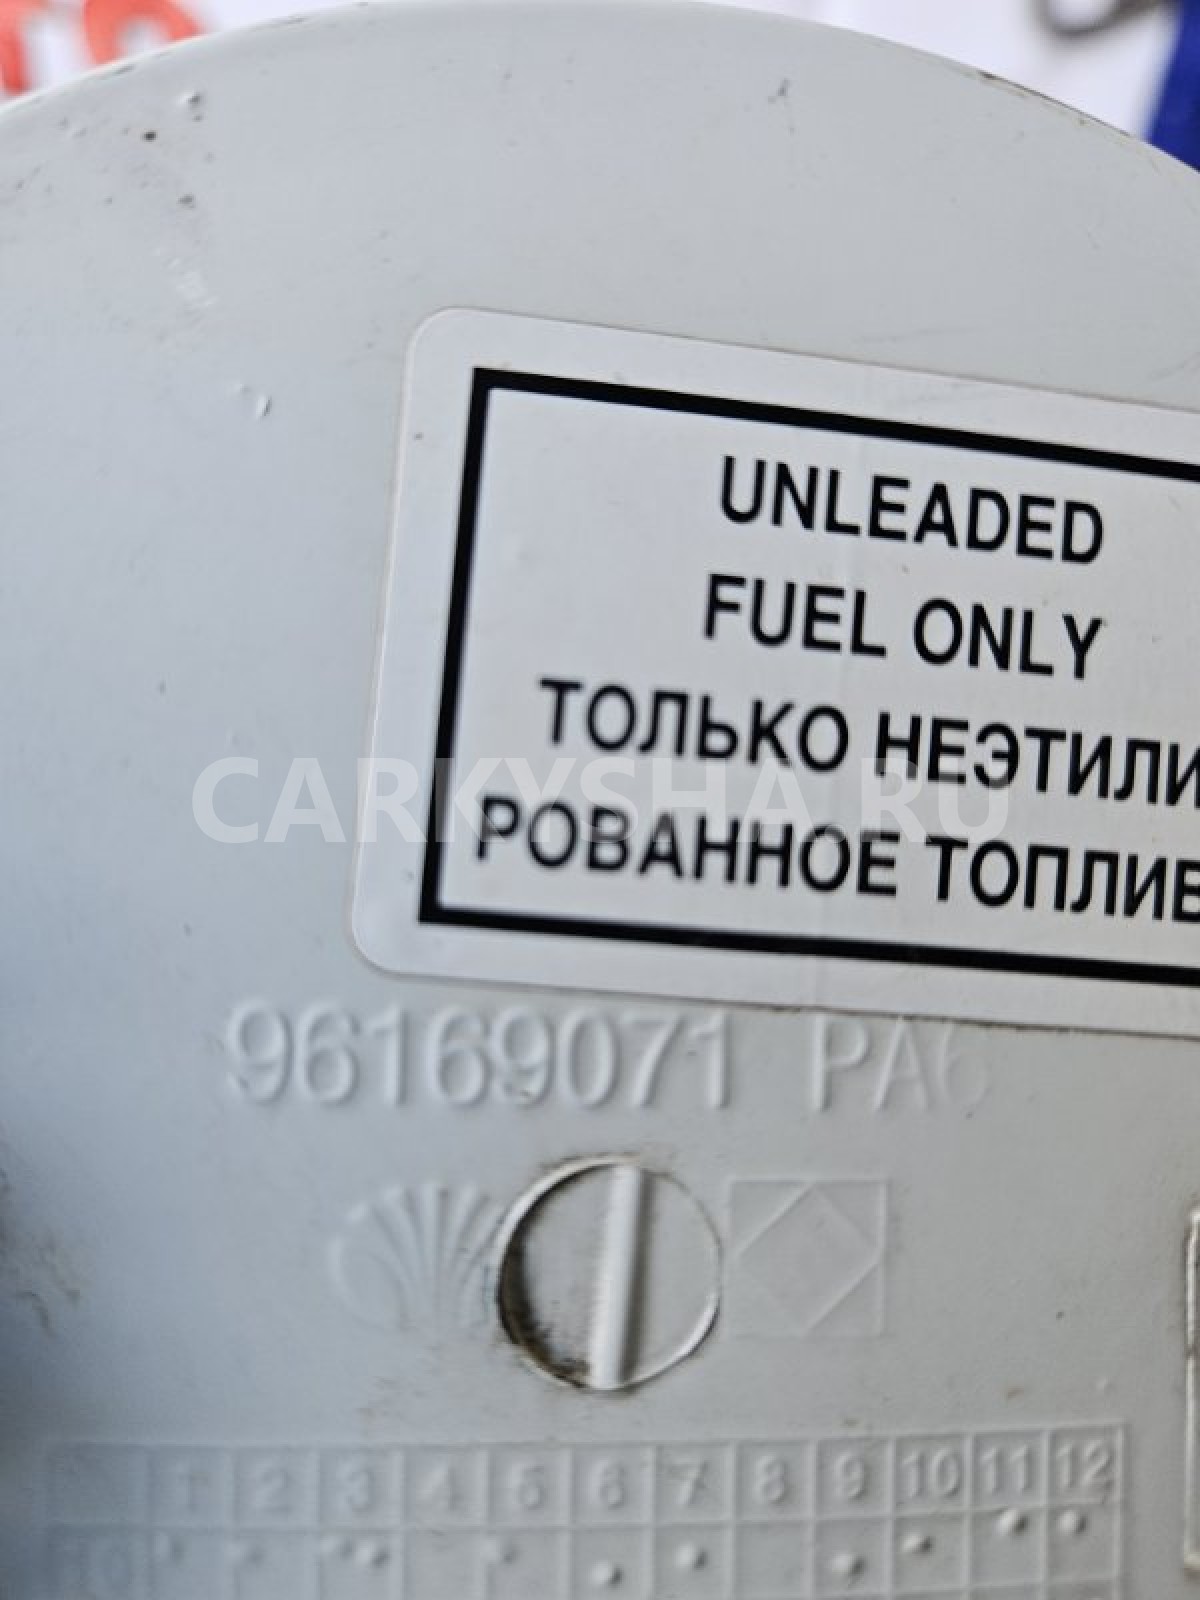 UNLEADED
FUEL ONLY
ТОЛЬКО НЕЭТИЛИ
РОВАННОЕ ТОПЛИВ
CARKYSHA.RU
96169071 PA6
1 2 3 4 5 6 7 8 9 10 11 12